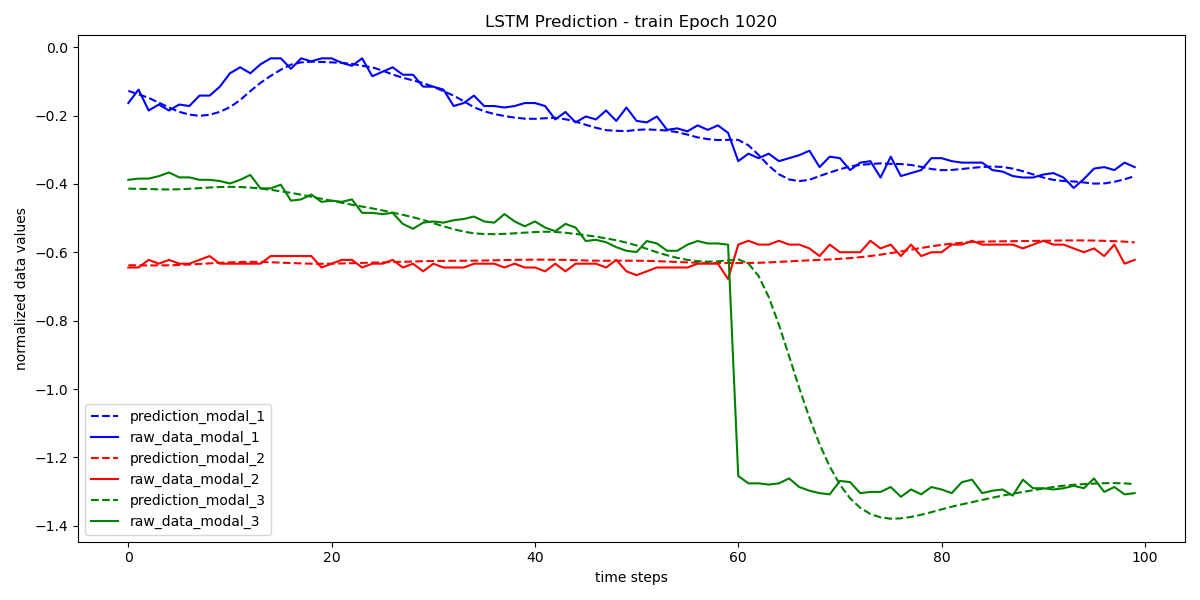 LSTM Prediction - train Epoch 1020
normalized data values
0.0
−0.2
−0.4
−0.6
−0.8
−1.0
−1.2
−1.4
prediction_modal_1
raw_data_modal_1
prediction_modal_2
raw_data_modal_2
prediction_modal_3
raw_data_modal_3
0 20 40 60 80 100
time steps